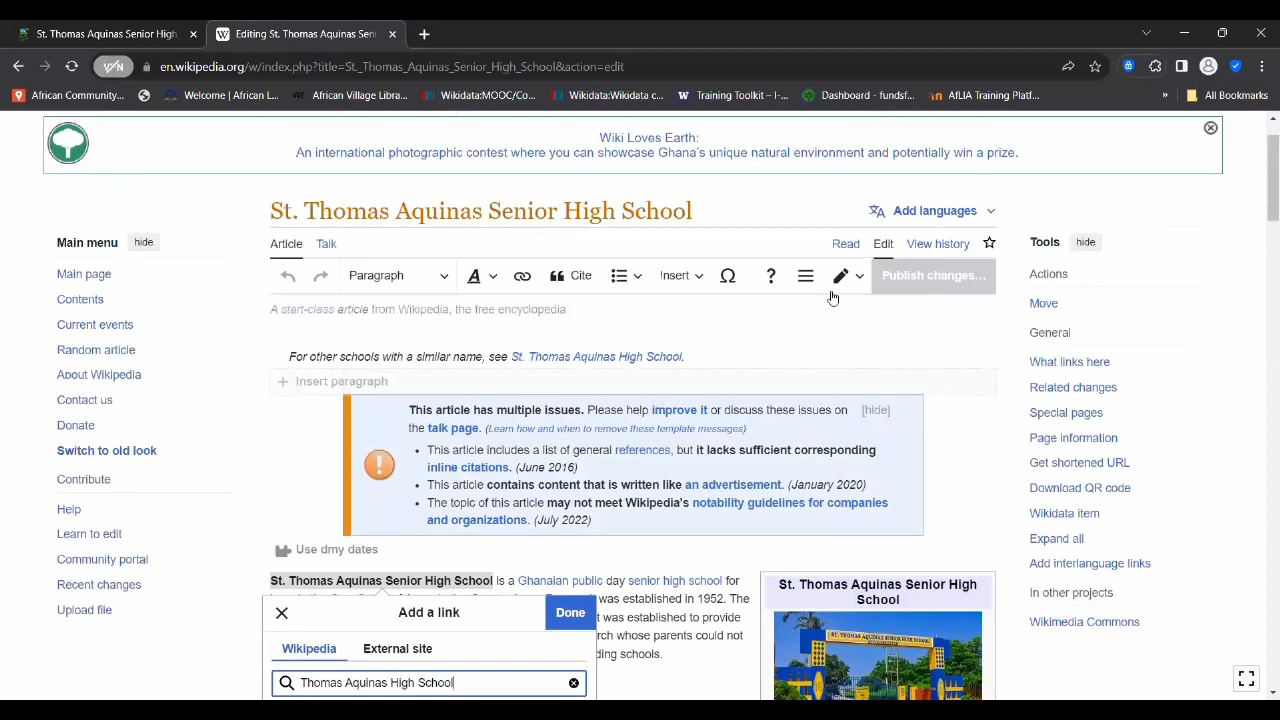 St. Thomas Aquinas Senior High
Editing St. Thomas Aquinas Seni
VPN
en.wikipedia.org/w/index.php?title=St._Thomas_Aquinas_Senior_High_School&action=edit
African Community...
Welcome | African L...
African Village Libra...
Wikidata:MOOC/Co...
Wikidata:Wikidata c...
Training Toolkit – I-...
Dashboard - fundsf...
AfLIA Training Platf...
»
All Bookmarks
Wiki Loves Earth:
An international photographic contest where you can showcase Ghana's unique natural environment and potentially win a prize.
St. Thomas Aquinas Senior High School
Add languages
Main menu hide
Article Talk
Read Edit View history
Tools hide
Main page
Contents
Current events
Random article
About Wikipedia
Contact us
Donate
Switch to old look
Contribute
Help
Learn to edit
Community portal
Recent changes
Upload file
Paragraph A Cite Insert Ω ? Publish changes...
A start-class article from Wikipedia, the free encyclopedia
For other schools with a similar name, see St. Thomas Aquinas High School.
+ Insert paragraph
This article has multiple issues. Please help improve it or discuss these issues on [hide]
the talk page. (Learn how and when to remove these template messages)
• This article includes a list of general references, but it lacks sufficient corresponding
inline citations. (June 2016)
• This article contains content that is written like an advertisement. (January 2020)
• The topic of this article may not meet Wikipedia's notability guidelines for companies
and organizations. (July 2022)
Use dmy dates
St. Thomas Aquinas Senior High School is a Ghanaian public day senior high school for
was established in 1952. The
t was established to provide
rch whose parents could not
ding schools.
Add a link
Done
Wikipedia External site
Thomas Aquinas High School
St. Thomas Aquinas Senior High
School
Actions
Move
General
What links here
Related changes
Special pages
Page information
Get shortened URL
Download QR code
Wikidata item
Expand all
Add interlanguage links
In other projects
Wikimedia Commons